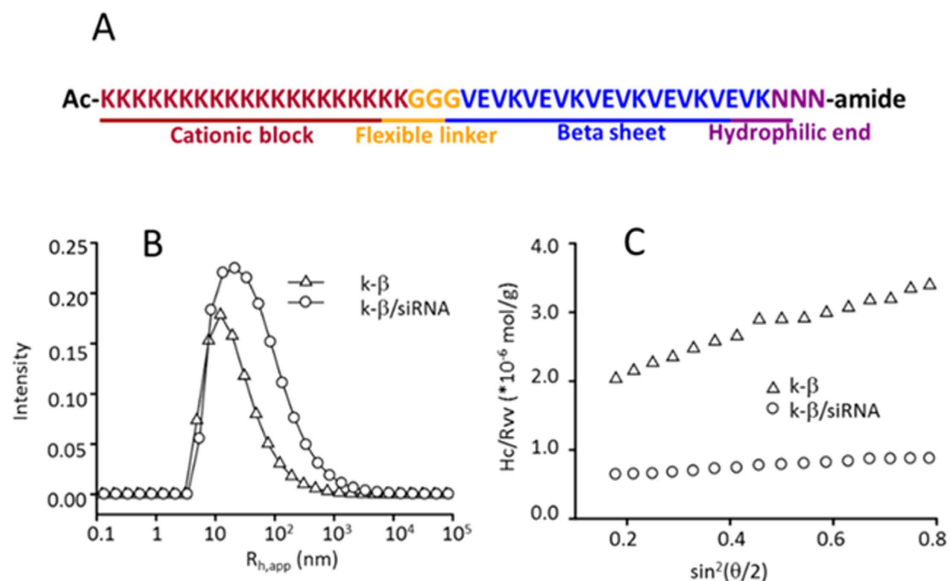 A
Ac-KKKKKKKKKKKKKKKKKKKKGGGVEVKVEVKVEVKVEVKVEVKNNN-amide
Cationic block Flexible linker Beta sheet Hydrophilic end
B
Intensity
0.25
0.20
0.15
0.10
0.05
0.00
k-β
k-β/siRNA
0.1 1 10 10² 10³ 10⁴ 10⁵
Rh,app (nm)
C
Hc/Rvv (*10⁻⁶ mol/g)
4.0
3.0
2.0
1.0
0.0
k-β
k-β/siRNA
0.2 0.4 0.6 0.8
sin²(θ/2)